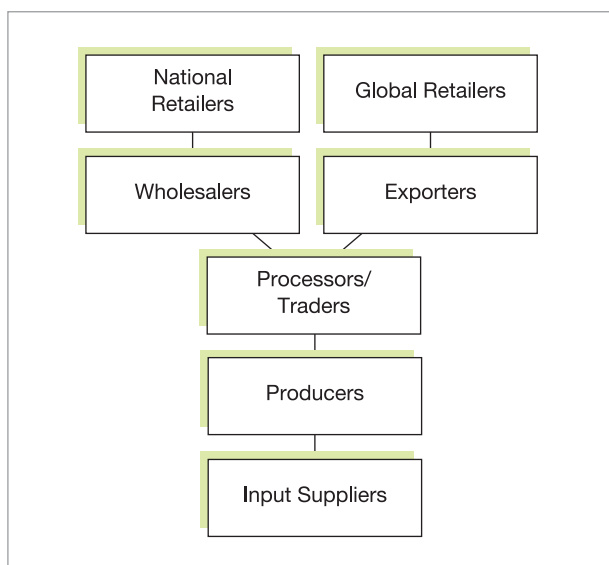 National
Retailers
Global Retailers
Wholesalers
Exporters
Processors/
Traders
Producers
Input Suppliers